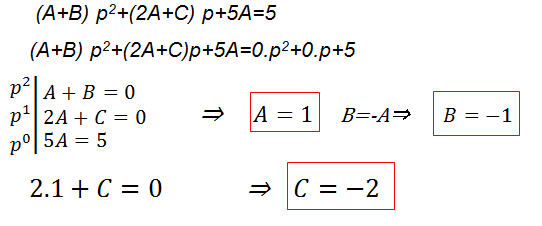 (A+B) p²+(2A+C) p+5A=5
(A+B) p²+(2A+C)p+5A=0.p²+0.p+5
p² A + B = 0
p¹ 2A + C = 0 ⇒ A = 1 B=-A⇒ B = −1
p⁰ 5A = 5
2.1 + C = 0 ⇒ C = −2